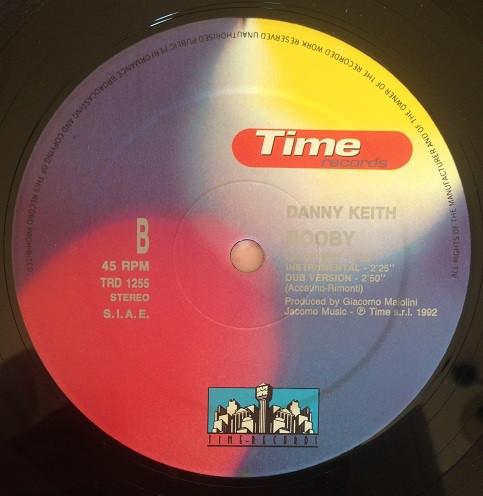 ALL RIGHTS OF THE MANUFACTURER AND OF THE OWNER OF THE RECORDED WORK RESERVED UNAUTHORISED PUBLIC PERFORMANCE BROADCASTING AND COPYING OF THIS RECORD PROHIBITED
Time
records
DANNY KEITH
BOOBY
INSTRUMENTAL - 2'25"
DUB VERSION - 2'50"
(Accatino-Rimonti)
Produced by Giacomo Maiolini
Jacomo Music - ℗ Time s.r.l. 1992
B
45 RPM
TRD 1255
STEREO
S.I.A.E.
TIME-RECORDS